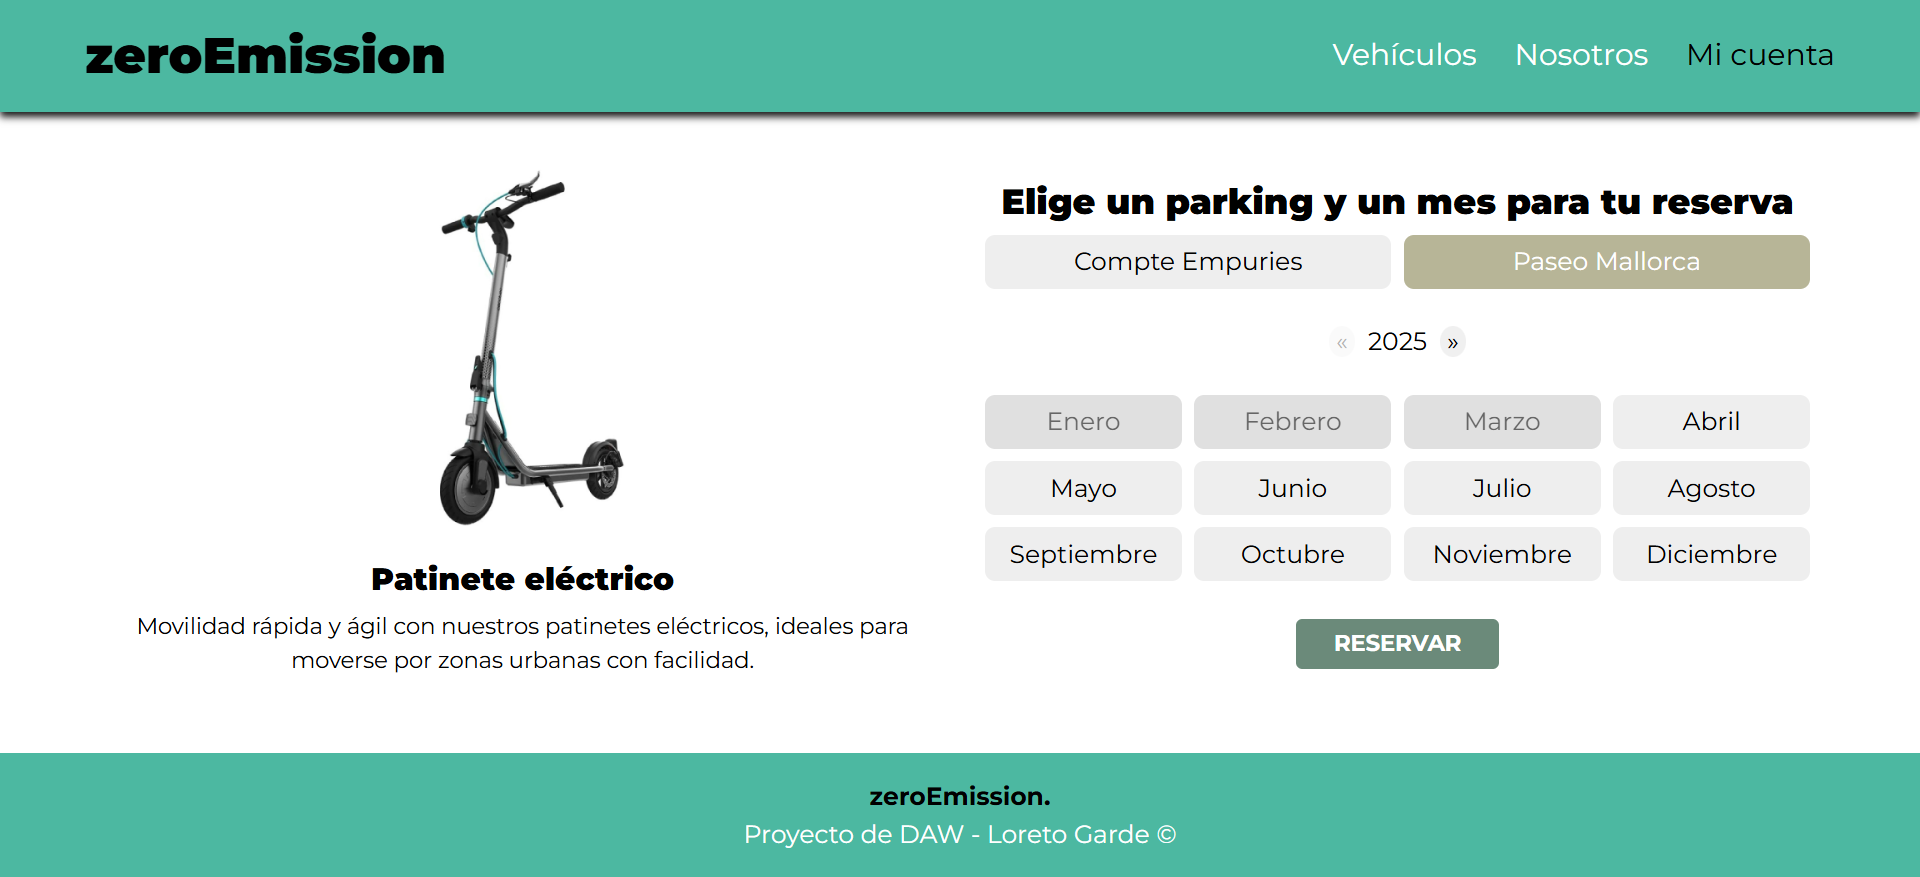 zeroEmission
Vehículos Nosotros Mi cuenta
Patinete eléctrico
Movilidad rápida y ágil con nuestros patinetes eléctricos, ideales para
moverse por zonas urbanas con facilidad.
Elige un parking y un mes para tu reserva
Compte Empuries Paseo Mallorca
« 2025 »
Enero Febrero Marzo Abril
Mayo Junio Julio Agosto
Septiembre Octubre Noviembre Diciembre
RESERVAR
zeroEmission.
Proyecto de DAW - Loreto Garde ©